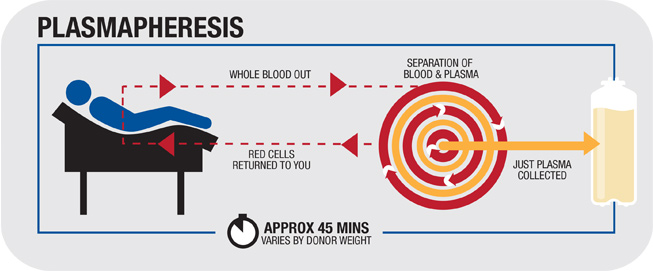 PLASMAPHERESIS
WHOLE BLOOD OUT
SEPARATION OF
BLOOD & PLASMA
RED CELLS
RETURNED TO YOU
JUST PLASMA
COLLECTED
APPROX 45 MINS
VARIES BY DONOR WEIGHT